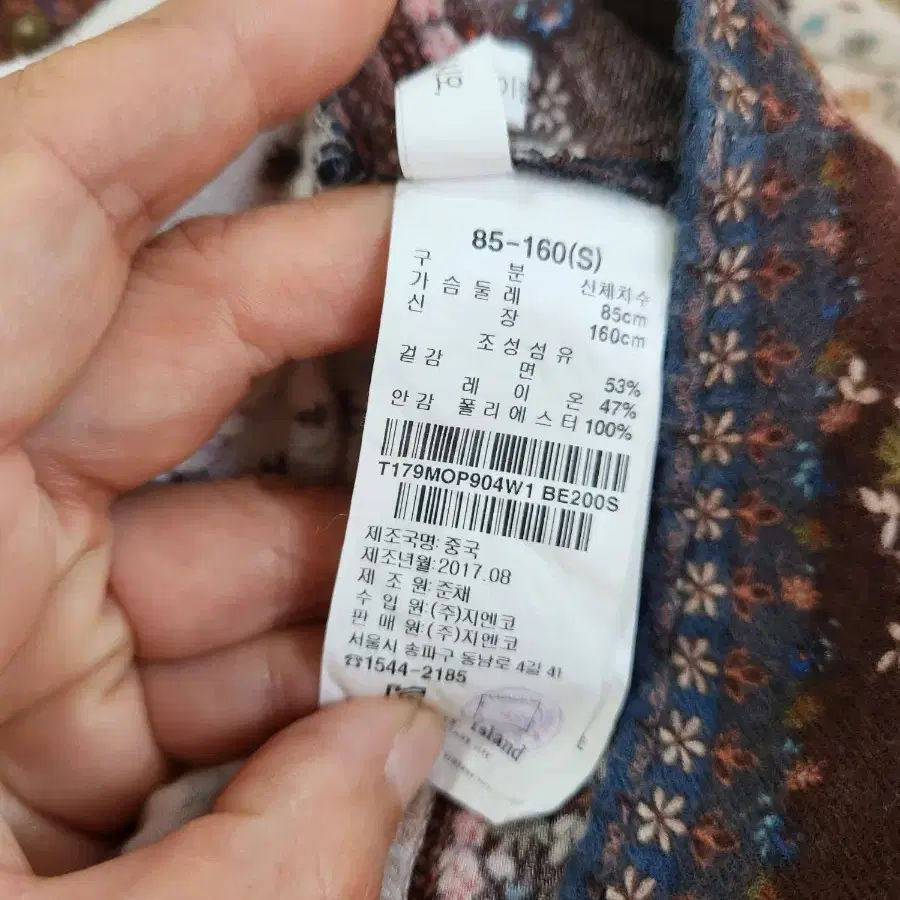 85-160(S)
구 분 신체치수
가 슴 둘 레 85cm
신 장 160cm
조 성 섬 유
겉 감 면 53%
레 이 온 47%
안 감 폴 리 에 스 터 100%
T179MOP904W1 BE200S
제조국명: 중국
제조년월:2017.08
제 조 원: 준채
수 입 원:(주)지엔코
판 매 원:(주)지엔코
서울시 송파구 동남로 4길 41
☎1544-2185
island